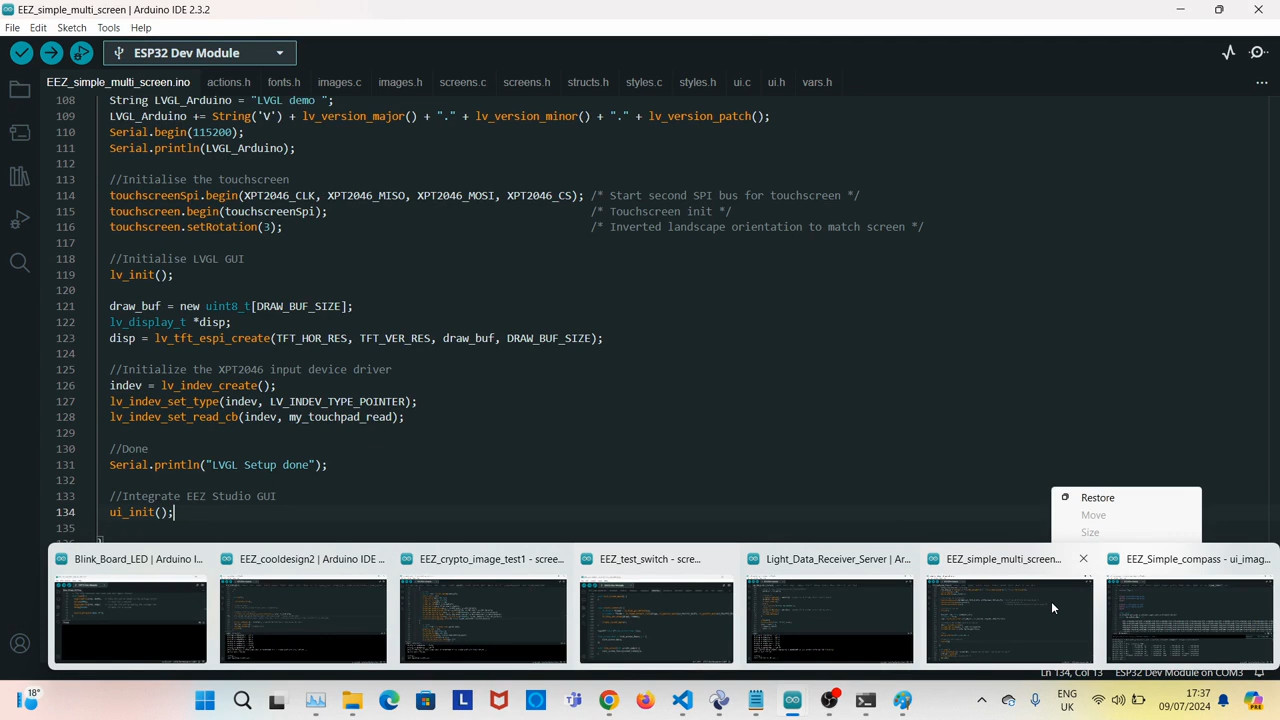 EEZ_simple_multi_screen | Arduino IDE 2.3.2
File Edit Sketch Tools Help
ESP32 Dev Module
EEZ_simple_multi_screen.ino actions.h fonts.h images.c images.h screens.c screens.h structs.h styles.c styles.h ui.c ui.h vars.h
108 String LVGL_Arduino = "LVGL demo ";
109 LVGL_Arduino += String('V') + lv_version_major() + "." + lv_version_minor() + "." + lv_version_patch();
110 Serial.begin(115200);
111 Serial.println(LVGL_Arduino);
112
113 //Initialise the touchscreen
114 touchscreenSpi.begin(XPT2046_CLK, XPT2046_MISO, XPT2046_MOSI, XPT2046_CS); /* Start second SPI bus for touchscreen */
115 touchscreen.begin(touchscreenSpi); /* Touchscreen init */
116 touchscreen.setRotation(3); /* Inverted landscape orientation to match screen */
117
118 //Initialise LVGL GUI
119 lv_init();
120
121 draw_buf = new uint8_t[DRAW_BUF_SIZE];
122 lv_display_t *disp;
123 disp = lv_tft_espi_create(TFT_HOR_RES, TFT_VER_RES, draw_buf, DRAW_BUF_SIZE);
124
125 //Initialize the XPT2046 input device driver
126 indev = lv_indev_create();
127 lv_indev_set_type(indev, LV_INDEV_TYPE_POINTER);
128 lv_indev_set_read_cb(indev, my_touchpad_read);
129
130 //Done
131 Serial.println("LVGL Setup done");
132
133 //Integrate EEZ Studio GUI
134 ui_init();
135
Restore
Move
Size
Blink_Board_LED | Arduino I... EEZ_cooldesign2 | Arduino IDE ... EEZ_crypto_image_test1 - scree... EEZ_test_switch - scree... Light_Data_Receiver_Server | Ar... EEZ_simple_multi_screen... EEZ_Simple_compass - ui_imag...
Ln 134, Col 13 ESP32 Dev Module on COM3
18°
ENG
UK
17:37
09/07/2024